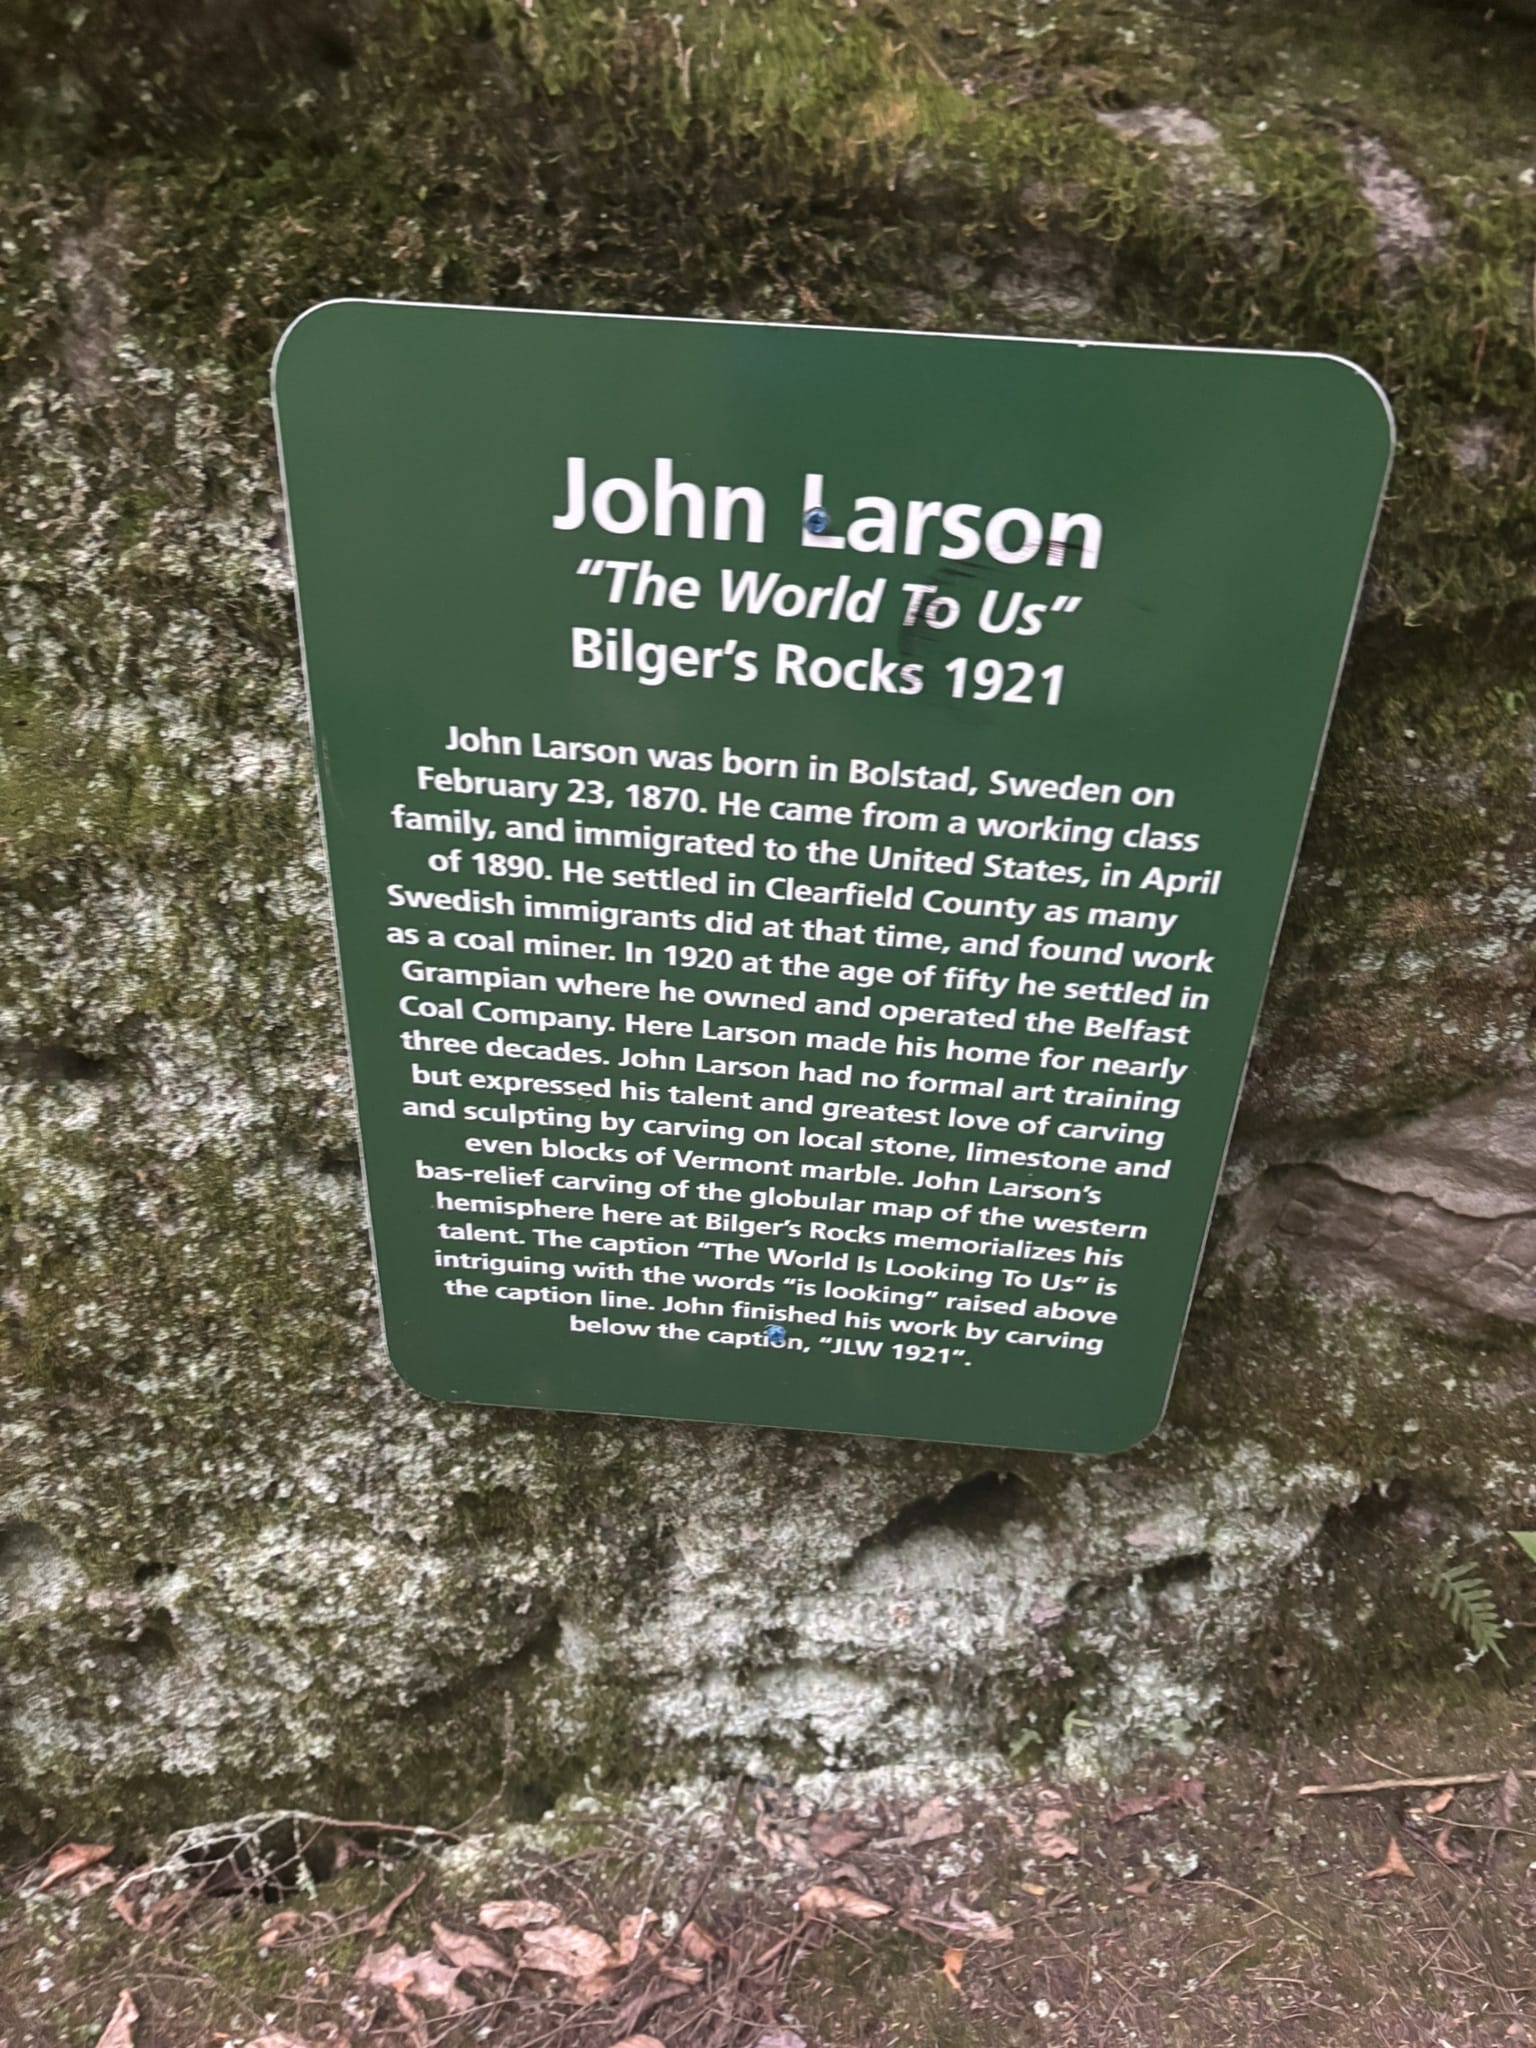 John Larson
“The World To Us”
Bilger’s Rocks 1921
John Larson was born in Bolstad, Sweden on
February 23, 1870. He came from a working class
family, and immigrated to the United States, in April
of 1890. He settled in Clearfield County as many
Swedish immigrants did at that time, and found work
as a coal miner. In 1920 at the age of fifty he settled in
Grampian where he owned and operated the Belfast
Coal Company. Here Larson made his home for nearly
three decades. John Larson had no formal art training
but expressed his talent and greatest love of carving
and sculpting by carving on local stone, limestone and
even blocks of Vermont marble. John Larson’s
bas-relief carving of the globular map of the western
hemisphere here at Bilger’s Rocks memorializes his
talent. The caption “The World Is Looking To Us” is
intriguing with the words “is looking” raised above
the caption line. John finished his work by carving
below the caption, “JLW 1921”.